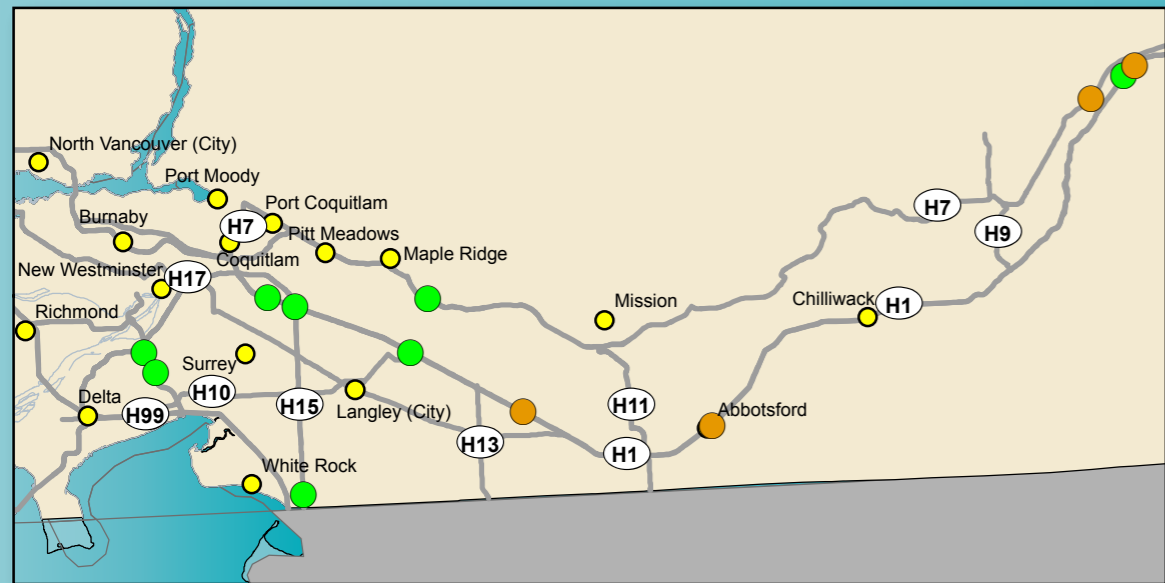 North Vancouver (City)
Port Moody
Port Coquitlam
H7
H7
Burnaby
Pitt Meadows
H9
Coquitlam
Maple Ridge
New Westminster
H17
Mission
Chilliwack
H1
Richmond
Surrey
H10
H15
Langley (City)
H11
Abbotsford
Delta
H99
H13
H1
White Rock